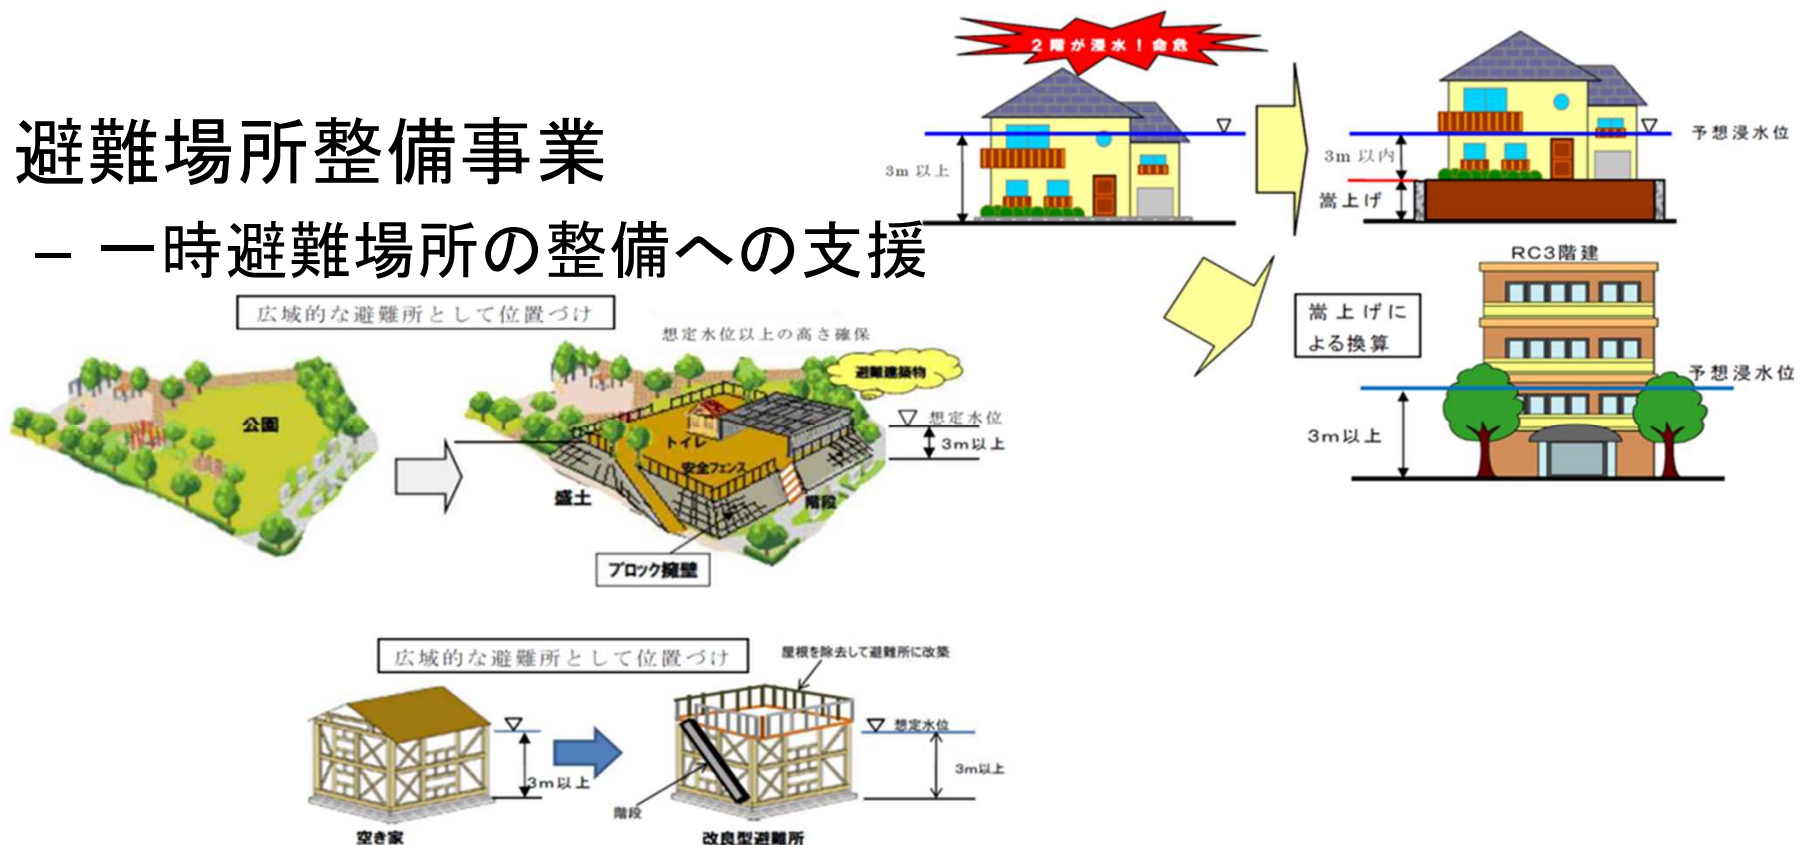 避難場所整備事業
– 一時避難場所の整備への支援
2階が浸水!命危
3m 以上
予想浸水位
3m 以内
嵩上げ
RC3階建
嵩上げに
よる換算
予想浸水位
3m以上
広域的な避難所として位置づけ
想定水位以上の高さ確保
避難建築物
公園
トイレ
安全フェンス
想定水位
3m以上
盛土
階段
ブロック擁壁
広域的な避難所として位置づけ
屋根を除去して避難所に改築
想定水位
3m以上
3m以上
階段
空き家
改良型避難所